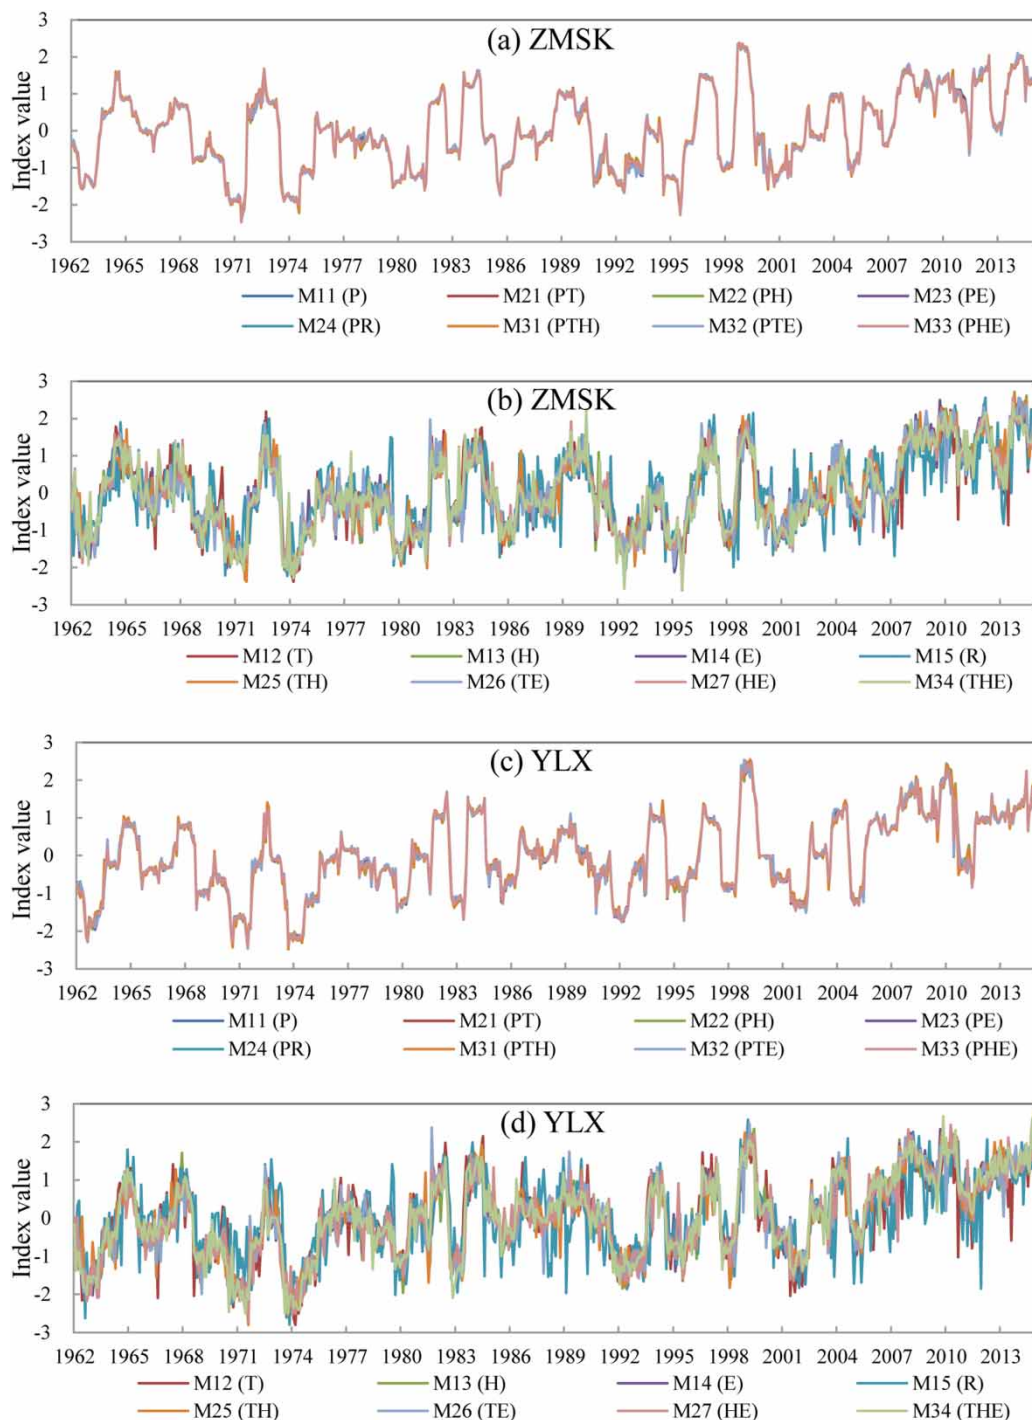 (a) ZMSK
Index value
3
2
1
0
-1
-2
-3
1962 1965 1968 1971 1974 1977 1980 1983 1986 1989 1992 1995 1998 2001 2004 2007 2010 2013
M11 (P) M21 (PT) M22 (PH) M23 (PE)
M24 (PR) M31 (PTH) M32 (PTE) M33 (PHE)
(b) ZMSK
Index value
3
2
1
0
-1
-2
-3
1962 1965 1968 1971 1974 1977 1980 1983 1986 1989 1992 1995 1998 2001 2004 2007 2010 2013
M12 (T) M13 (H) M14 (E) M15 (R)
M25 (TH) M26 (TE) M27 (HE) M34 (THE)
(c) YLX
Index value
3
2
1
0
-1
-2
-3
1962 1965 1968 1971 1974 1977 1980 1983 1986 1989 1992 1995 1998 2001 2004 2007 2010 2013
M11 (P) M21 (PT) M22 (PH) M23 (PE)
M24 (PR) M31 (PTH) M32 (PTE) M33 (PHE)
(d) YLX
Index value
3
2
1
0
-1
-2
-3
1962 1965 1968 1971 1974 1977 1980 1983 1986 1989 1992 1995 1998 2001 2004 2007 2010 2013
M12 (T) M13 (H) M14 (E) M15 (R)
M25 (TH) M26 (TE) M27 (HE) M34 (THE)